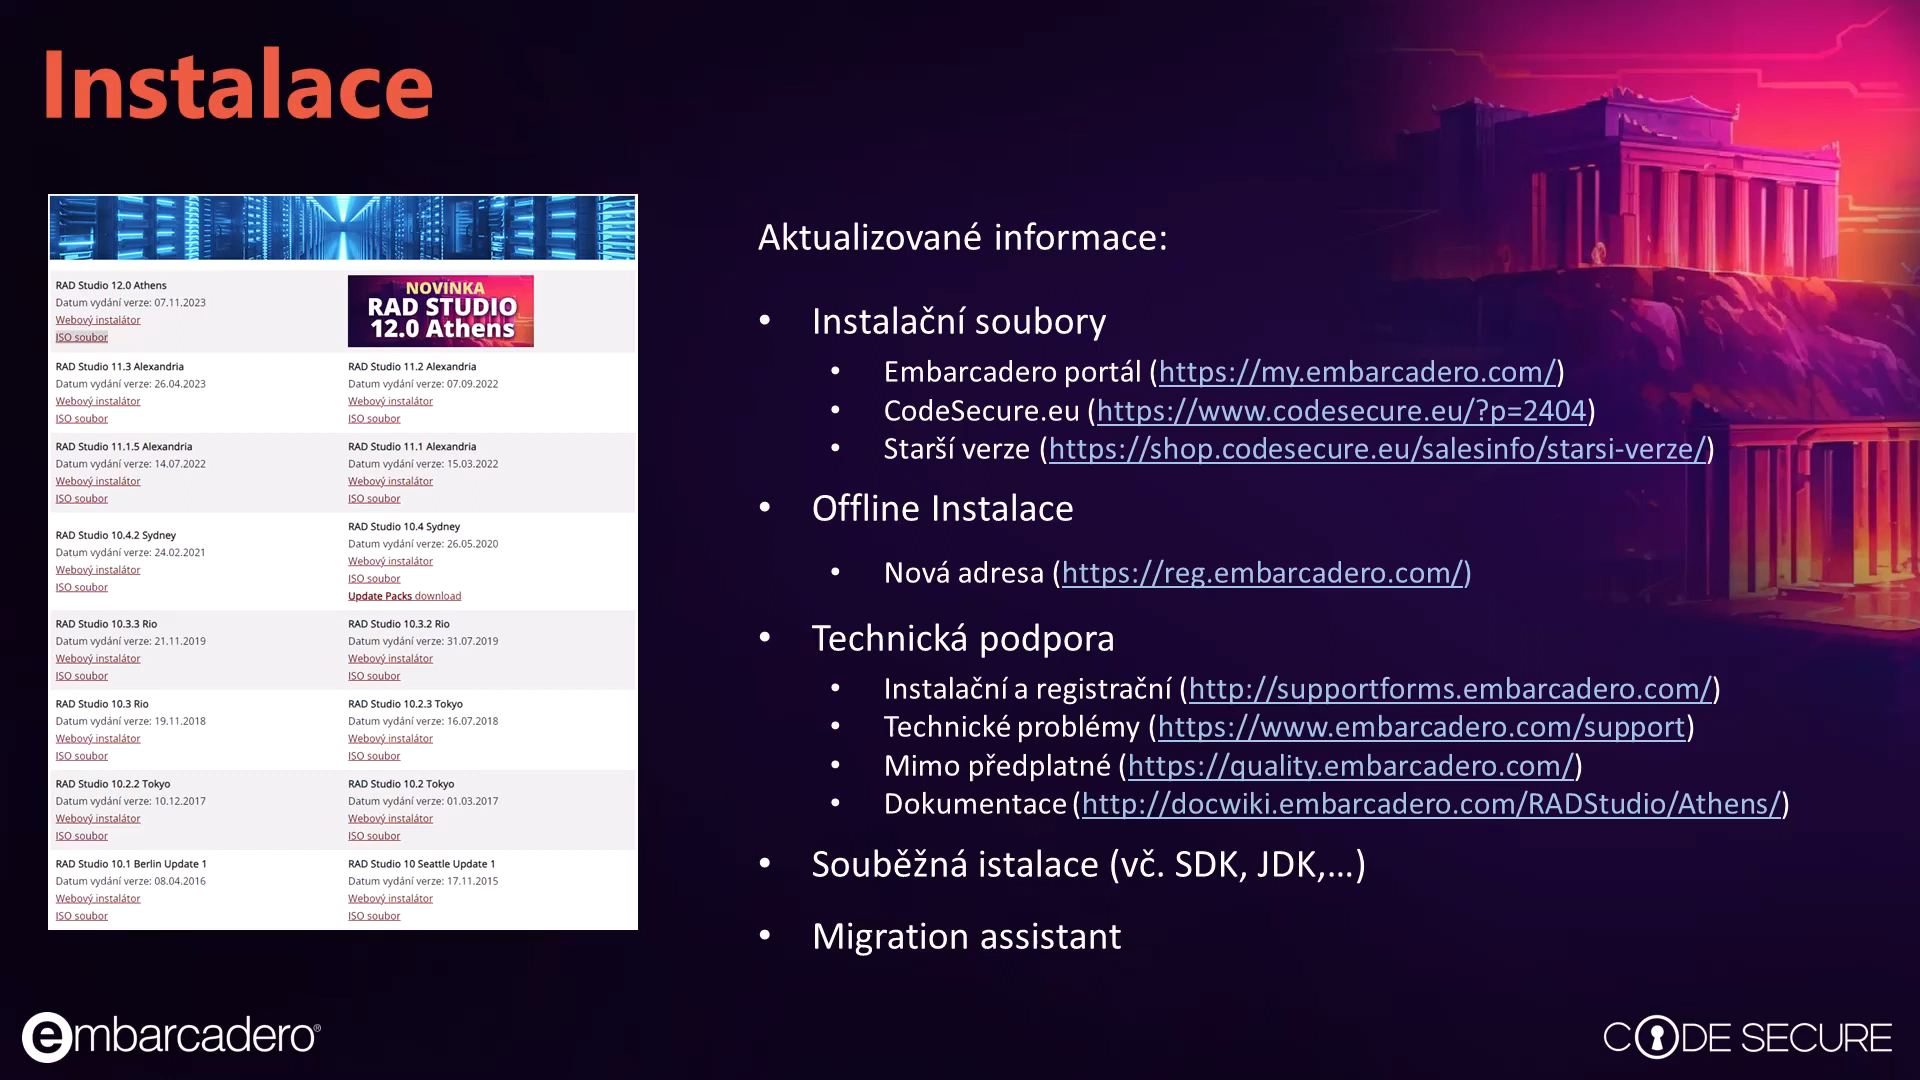 Instalace
RAD Studio 12.0 Athens
Datum vydání verze: 07.11.2023
Webový instalátor
ISO soubor
NOVINKA
RAD STUDIO
12.0 Athens
RAD Studio 11.3 Alexandria
Datum vydání verze: 26.04.2023
Webový instalátor
ISO soubor
RAD Studio 11.2 Alexandria
Datum vydání verze: 07.09.2022
Webový instalátor
ISO soubor
RAD Studio 11.1.5 Alexandria
Datum vydání verze: 14.07.2022
Webový instalátor
ISO soubor
RAD Studio 11.1 Alexandria
Datum vydání verze: 15.03.2022
Webový instalátor
ISO soubor
RAD Studio 10.4.2 Sydney
Datum vydání verze: 24.02.2021
Webový instalátor
ISO soubor
RAD Studio 10.4 Sydney
Datum vydání verze: 26.05.2020
Webový instalátor
ISO soubor
Update Packs download
RAD Studio 10.3.3 Rio
Datum vydání verze: 21.11.2019
Webový instalátor
ISO soubor
RAD Studio 10.3.2 Rio
Datum vydání verze: 31.07.2019
Webový instalátor
ISO soubor
RAD Studio 10.3 Rio
Datum vydání verze: 19.11.2018
Webový instalátor
ISO soubor
RAD Studio 10.2.3 Tokyo
Datum vydání verze: 16.07.2018
Webový instalátor
ISO soubor
RAD Studio 10.2.2 Tokyo
Datum vydání verze: 10.12.2017
Webový instalátor
ISO soubor
RAD Studio 10.2 Tokyo
Datum vydání verze: 01.03.2017
Webový instalátor
ISO soubor
RAD Studio 10.1 Berlin Update 1
Datum vydání verze: 08.04.2016
Webový instalátor
ISO soubor
RAD Studio 10 Seattle Update 1
Datum vydání verze: 17.11.2015
Webový instalátor
ISO soubor
Aktualizované informace:
• Instalační soubory
• Embarcadero portál (https://my.embarcadero.com/)
• CodeSecure.eu (https://www.codesecure.eu/?p=2404)
• Starší verze (https://shop.codesecure.eu/salesinfo/starsi-verze/)
• Offline Instalace
• Nová adresa (https://reg.embarcadero.com/)
• Technická podpora
• Instalační a registrační (http://supportforms.embarcadero.com/)
• Technické problémy (https://www.embarcadero.com/support)
• Mimo předplatné (https://quality.embarcadero.com/)
• Dokumentace (http://docwiki.embarcadero.com/RADStudio/Athens/)
• Souběžná istalace (vč. SDK, JDK,...)
• Migration assistant
embarcadero®
CODE SECURE